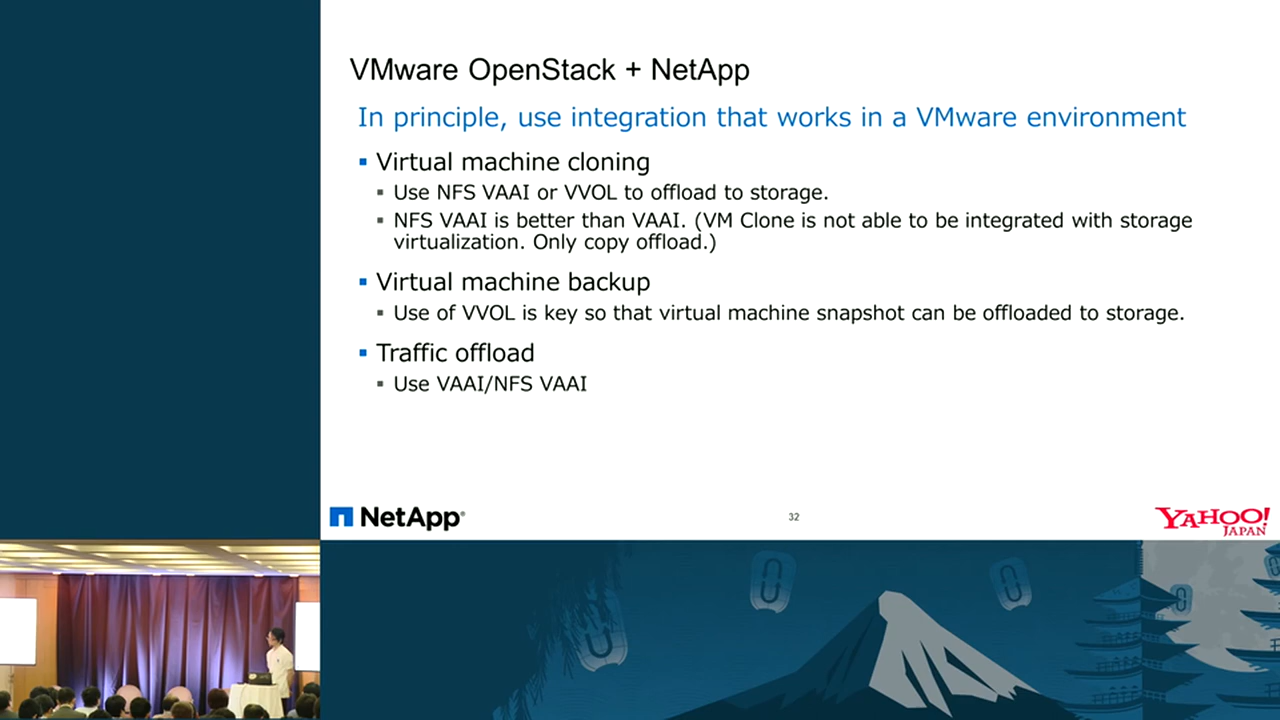 VMware OpenStack + NetApp
In principle, use integration that works in a VMware environment
Virtual machine cloning
Use NFS VAAI or VVOL to offload to storage.
NFS VAAI is better than VAAI. (VM Clone is not able to be integrated with storage
virtualization. Only copy offload.)
Virtual machine backup
Use of VVOL is key so that virtual machine snapshot can be offloaded to storage.
Traffic offload
Use VAAI/NFS VAAI
NetApp®
32
YAHOO!
JAPAN